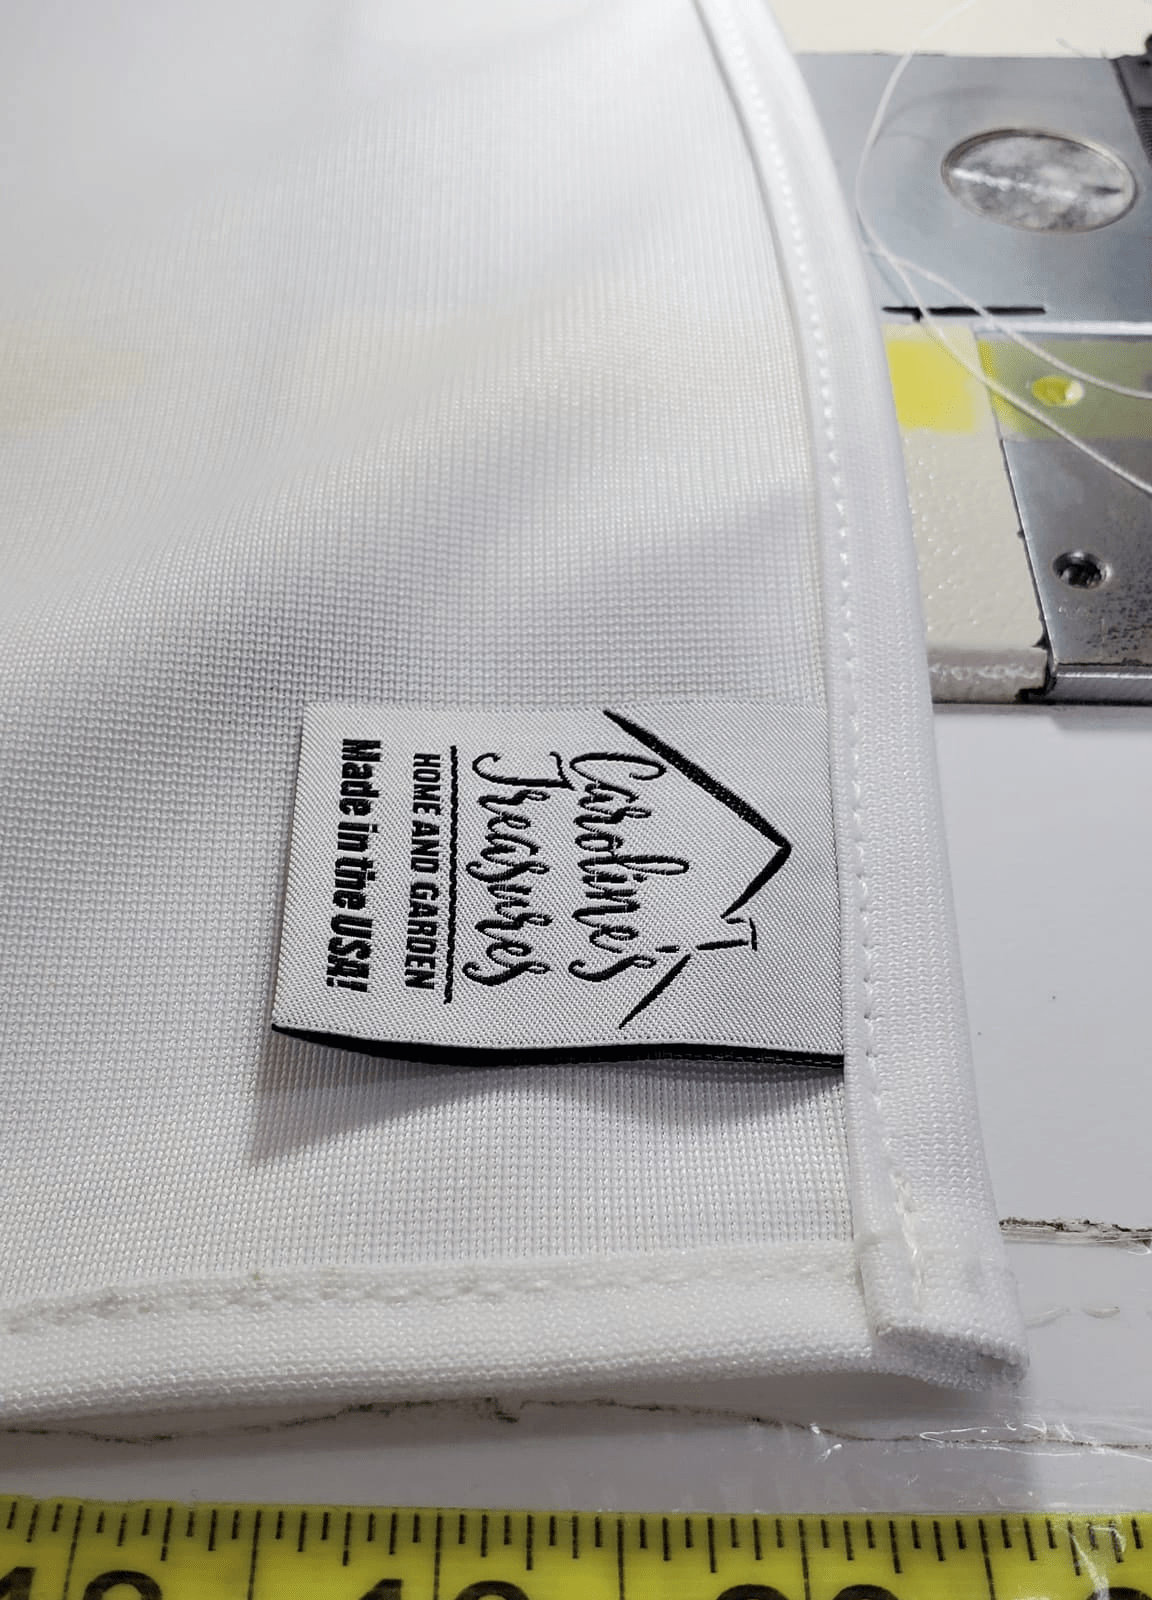 Caroline's
Treasures
HOME AND GARDEN
Made in the USA!